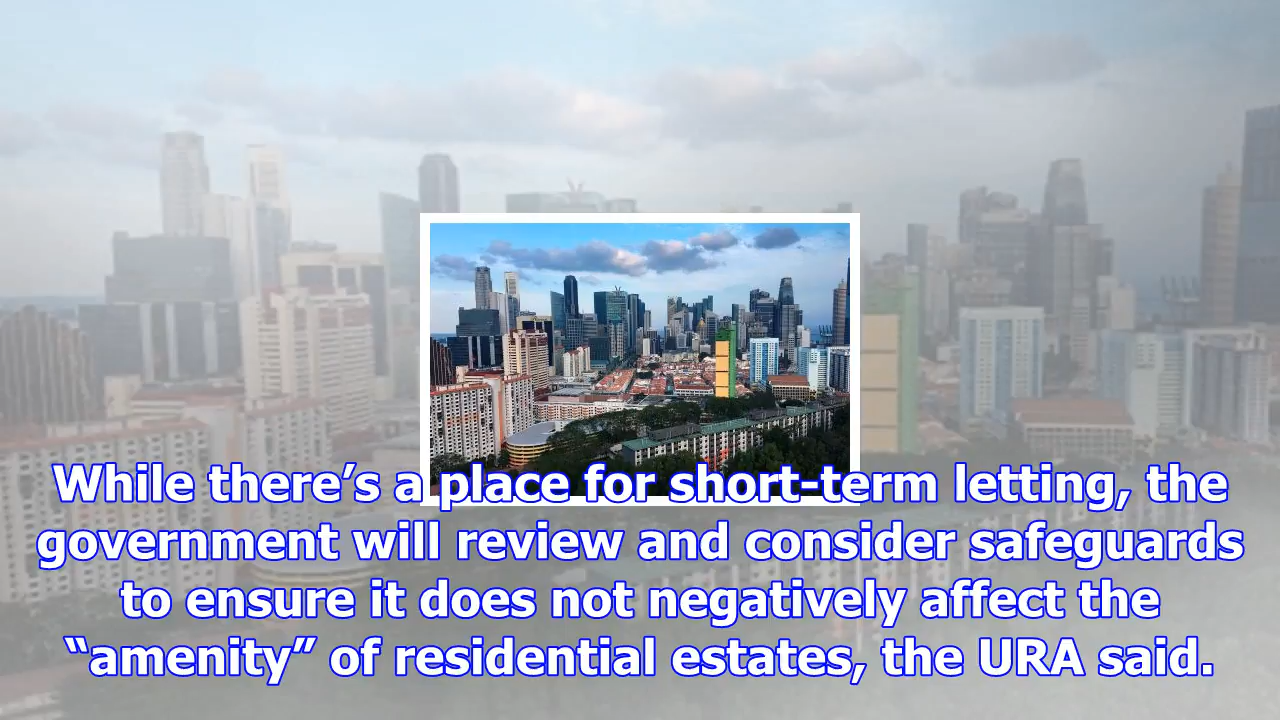 While there’s a place for short-term letting, the
government will review and consider safeguards
to ensure it does not negatively affect the
“amenity” of residential estates, the URA said.